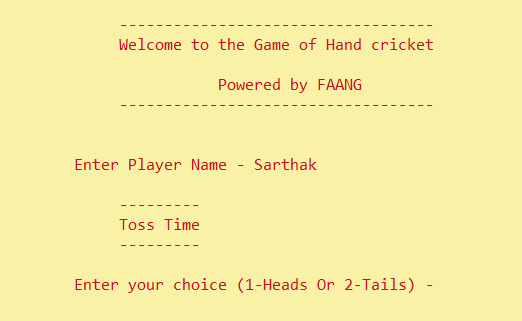 -----------------------------------
Welcome to the Game of Hand cricket
Powered by FAANG
-----------------------------------
Enter Player Name - Sarthak
---------
Toss Time
---------
Enter your choice (1-Heads Or 2-Tails) -